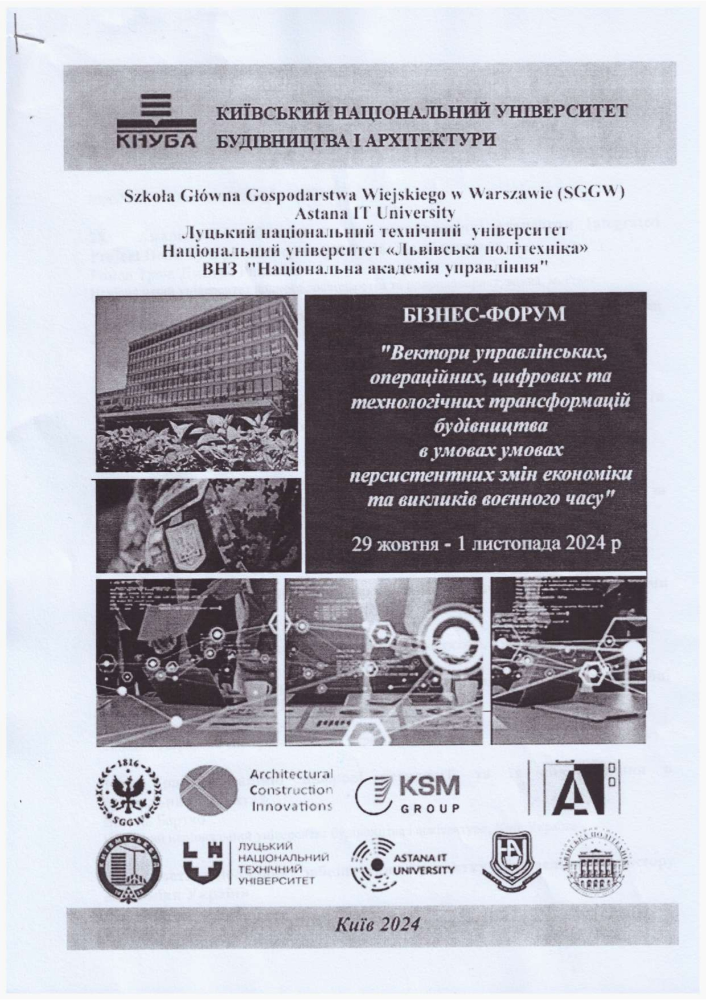 КНУБА
КИЇВСЬКИЙ НАЦІОНАЛЬНИЙ УНІВЕРСИТЕТ
БУДІВНИЦТВА І АРХІТЕКТУРИ
Szkoła Główna Gospodarstwa Wiejskiego w Warszawie (SGGW)
Astana IT University
Луцький національний технічний університет
Національний університет «Львівська політехніка»
ВНЗ "Національна академія управління"
БІЗНЕС-ФОРУМ
"Вектори управлінських,
операційних, цифрових та
технологічних трансформацій
будівництва
в умовах умовах
персистентних змін економіки
та викликів воєнного часу"
29 жовтня - 1 листопада 2024 р
1816
SGGW
Architectural
Construction
Innovations
KSM
GROUP
КИЇВМІСЬКБУД
ЛУЦЬКИЙ
НАЦІОНАЛЬНИЙ
ТЕХНІЧНИЙ
УНІВЕРСИТЕТ
ASTANA IT
UNIVERSITY
ЛЬВІВСЬКА ПОЛІТЕХНІКА
Київ 2024